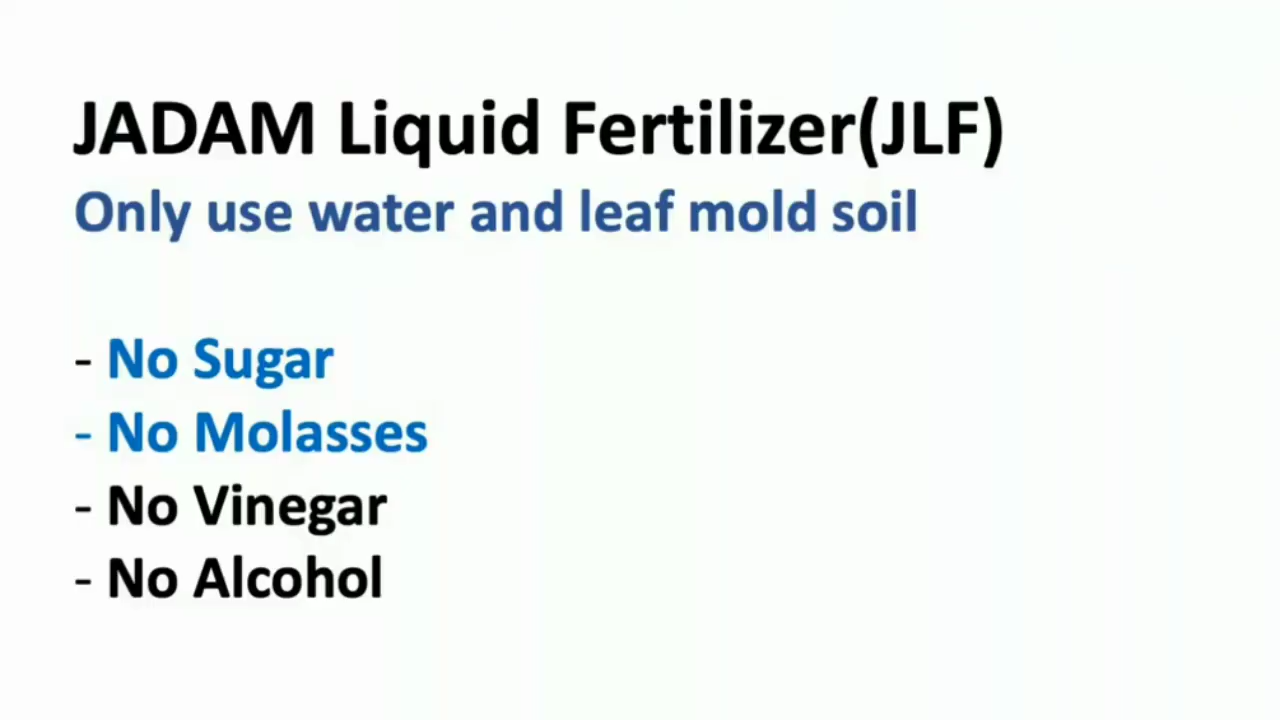 JADAM Liquid Fertilizer(JLF)
Only use water and leaf mold soil
- No Sugar
- No Molasses
- No Vinegar
- No Alcohol